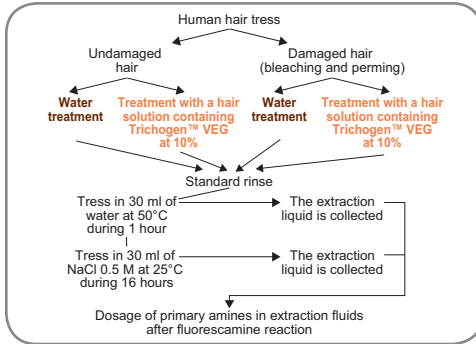 Human hair tress
Undamaged
hair
Damaged hair
(bleaching and perming)
Water
treatment
Treatment with a hair
solution containing
Trichogen™ VEG
at 10%
Water
treatment
Treatment with a hair
solution containing
Trichogen™ VEG
at 10%
Standard rinse
Tress in 30 ml of
water at 50°C
during 1 hour
The extraction
liquid is collected
Tress in 30 ml of
NaCl 0.5 M at 25°C
during 16 hours
The extraction
liquid is collected
Dosage of primary amines in extraction fluids
after fluorescamine reaction